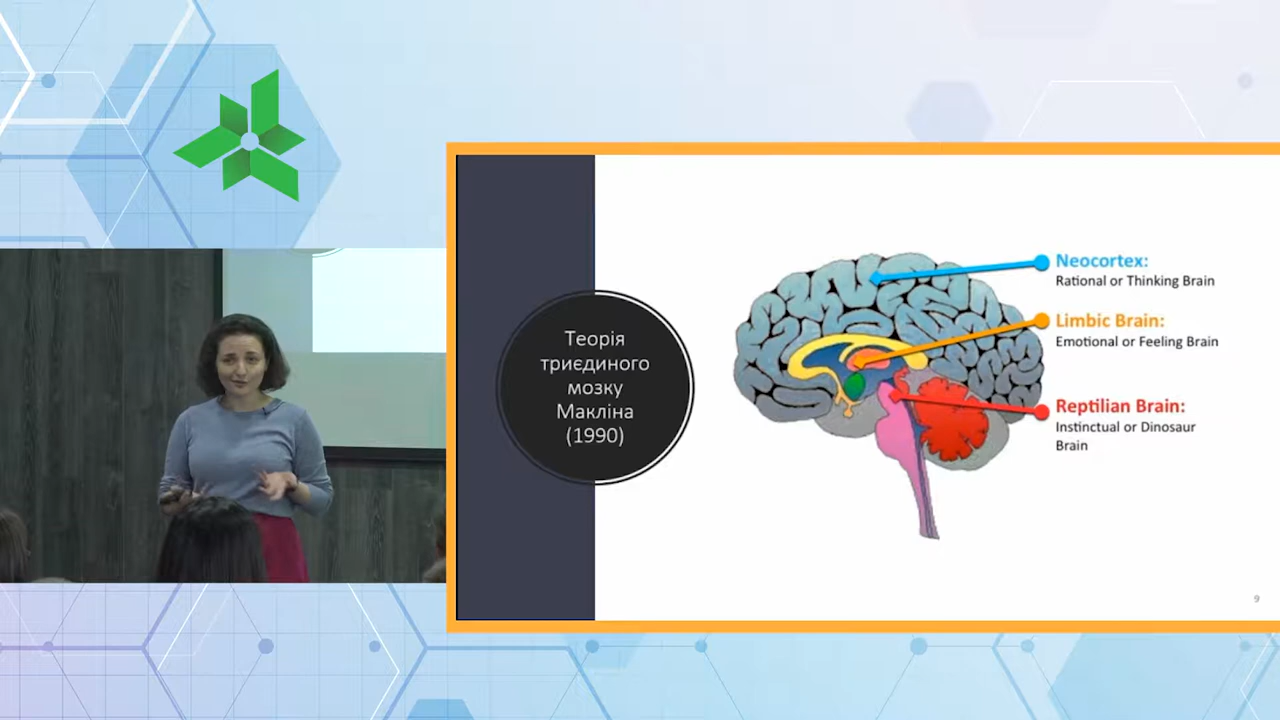 Теорія
триєдиного
мозку
Макліна
(1990)
Neocortex:
Rational or Thinking Brain
Limbic Brain:
Emotional or Feeling Brain
Reptilian Brain:
Instinctual or Dinosaur
Brain
9